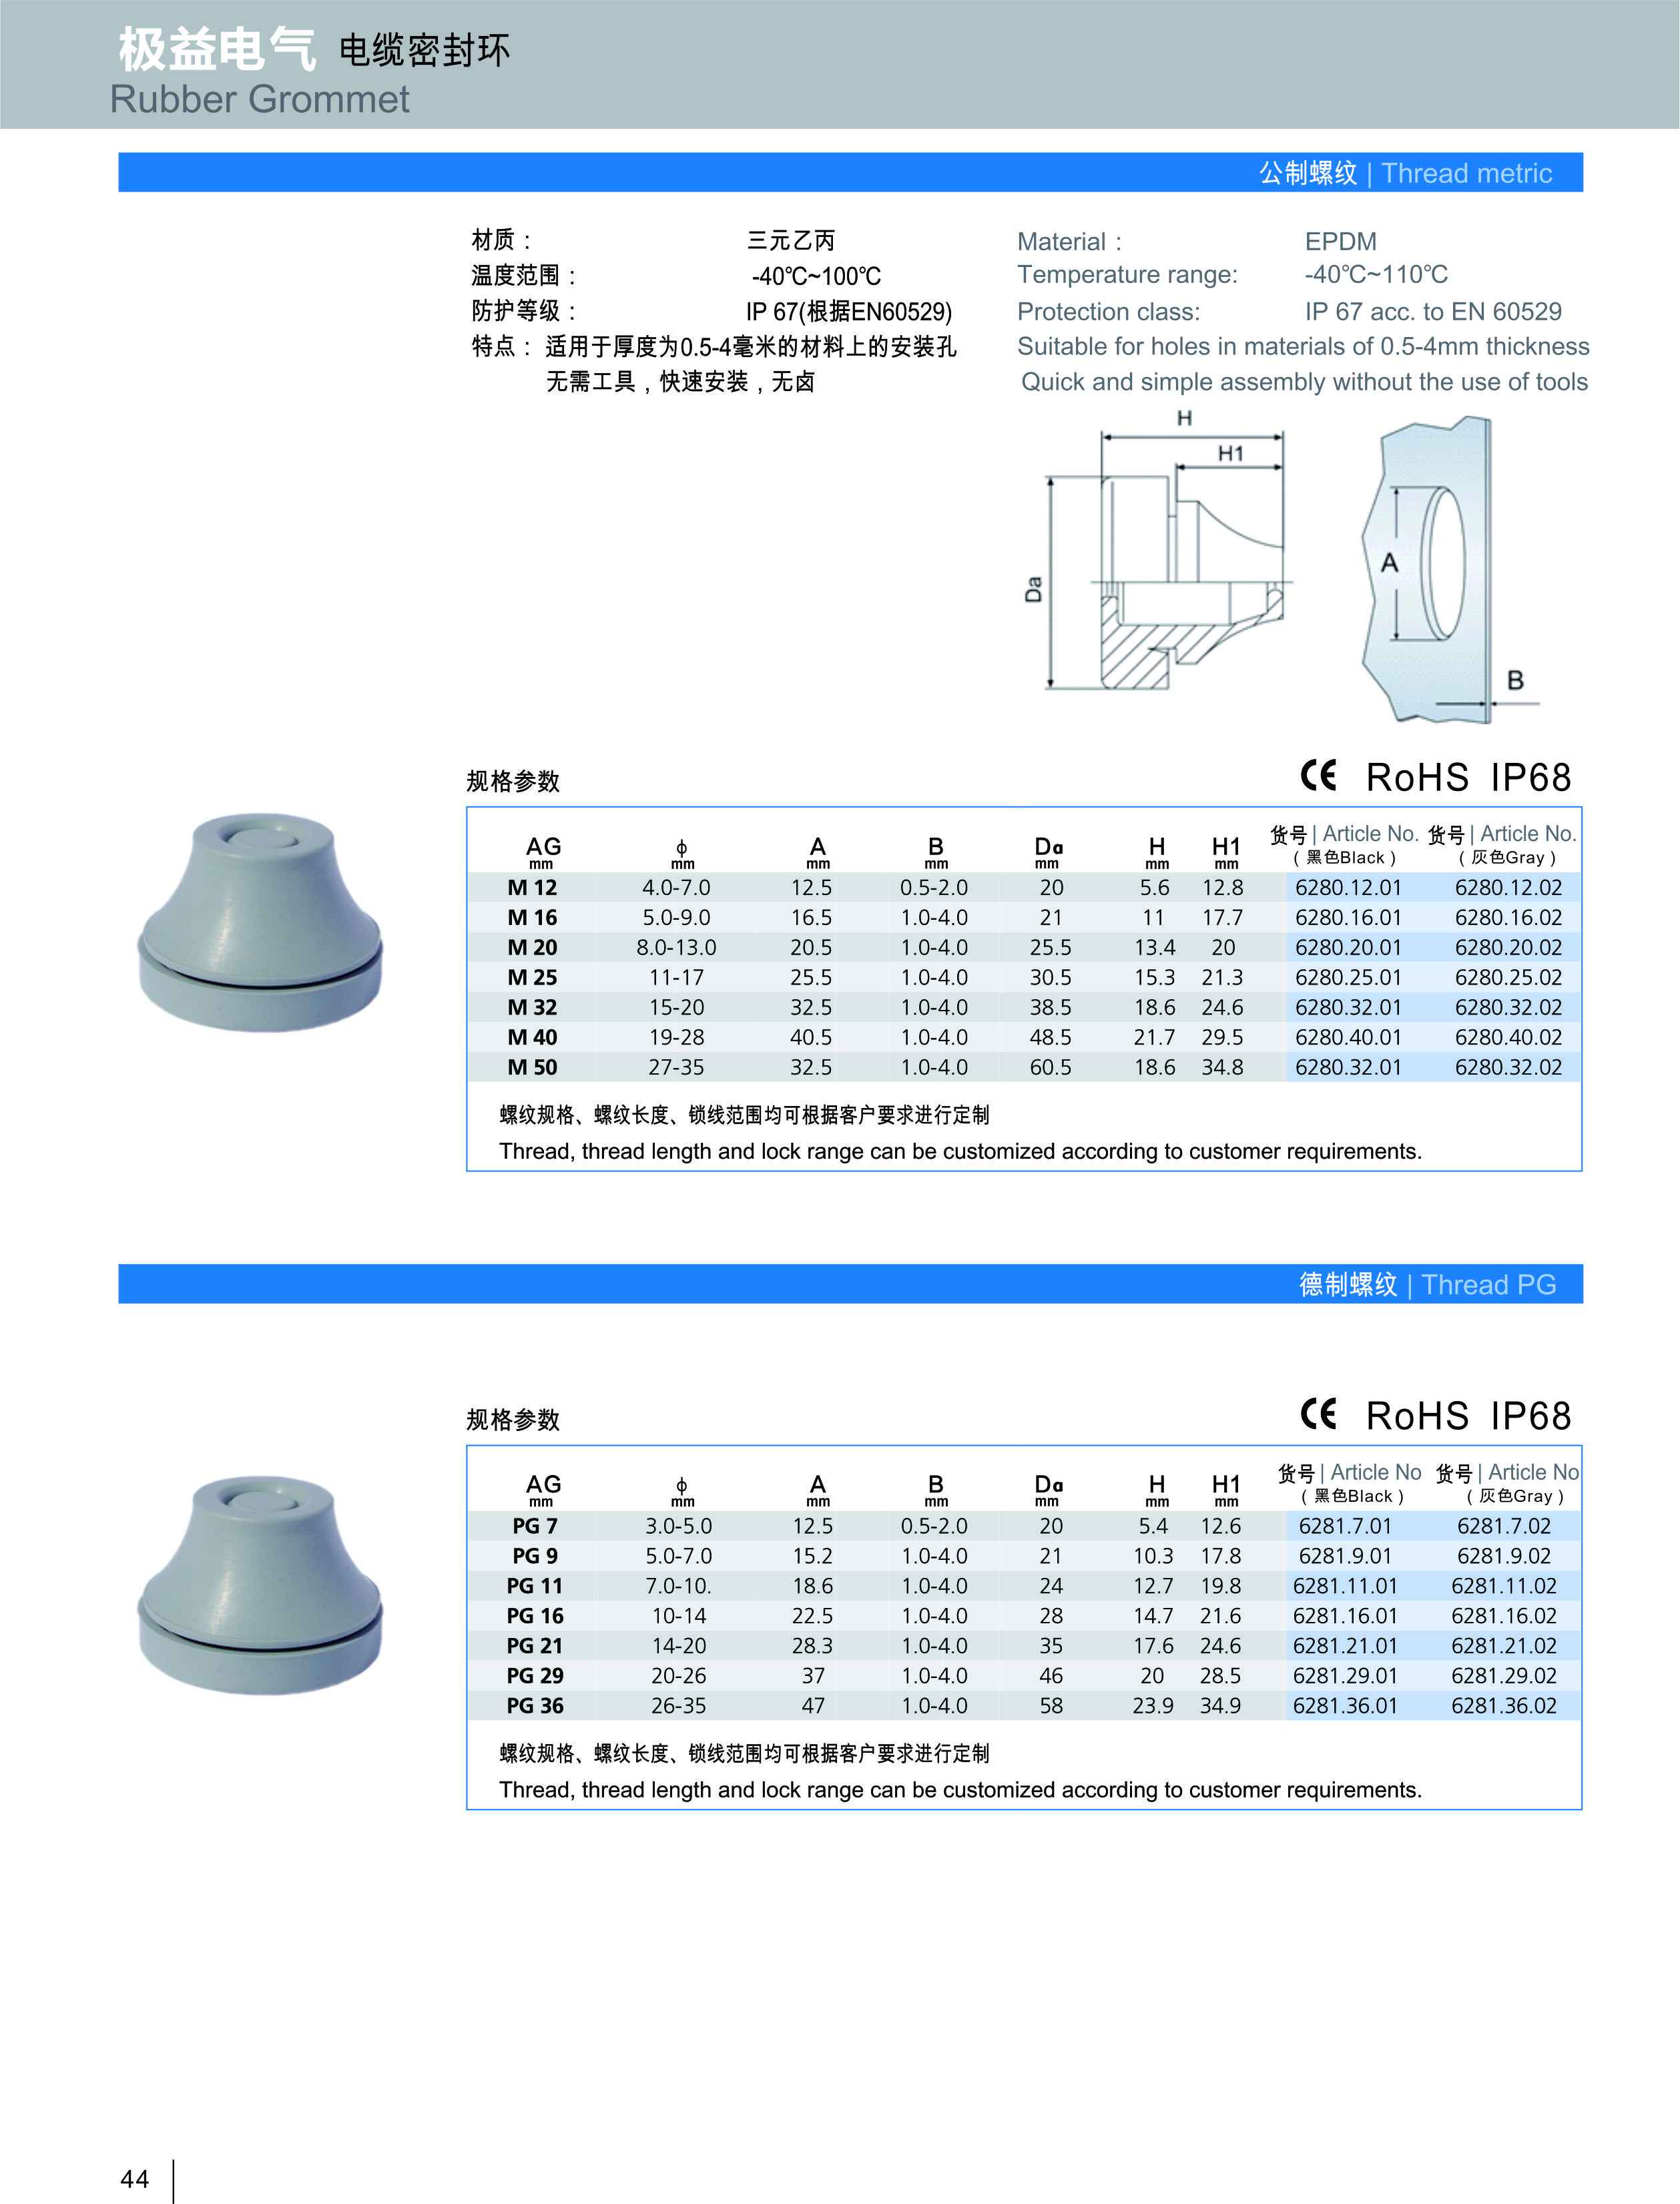 极益电气 电缆密封环
Rubber Grommet
公制螺纹 | Thread metric
材质： 三元乙丙 Material： EPDM
温度范围： -40℃~100℃ Temperature range: -40℃~110℃
防护等级： IP 67(根据EN60529) Protection class: IP 67 acc. to EN 60529
特点： 适用于厚度为0.5-4毫米的材料上的安装孔 Suitable for holes in materials of 0.5-4mm thickness
无需工具，快速安装，无卤 Quick and simple assembly without the use of tools
H
H1
Da
A
B
规格参数 CE RoHS IP68
AG φ A B Da H H1 货号 | Article No. 货号 | Article No.
mm mm mm mm mm mm mm （黑色Black） （灰色Gray）
M 12 4.0-7.0 12.5 0.5-2.0 20 5.6 12.8 6280.12.01 6280.12.02
M 16 5.0-9.0 16.5 1.0-4.0 21 11 17.7 6280.16.01 6280.16.02
M 20 8.0-13.0 20.5 1.0-4.0 25.5 13.4 20 6280.20.01 6280.20.02
M 25 11-17 25.5 1.0-4.0 30.5 15.3 21.3 6280.25.01 6280.25.02
M 32 15-20 32.5 1.0-4.0 38.5 18.6 24.6 6280.32.01 6280.32.02
M 40 19-28 40.5 1.0-4.0 48.5 21.7 29.5 6280.40.01 6280.40.02
M 50 27-35 32.5 1.0-4.0 60.5 18.6 34.8 6280.32.01 6280.32.02
螺纹规格、螺纹长度、锁线范围均可根据客户要求进行定制
Thread, thread length and lock range can be customized according to customer requirements.
德制螺纹 | Thread PG
规格参数 CE RoHS IP68
AG φ A B Da H H1 货号 | Article No 货号 | Article No
mm mm mm mm mm mm mm （黑色Black） （灰色Gray）
PG 7 3.0-5.0 12.5 0.5-2.0 20 5.4 12.6 6281.7.01 6281.7.02
PG 9 5.0-7.0 15.2 1.0-4.0 21 10.3 17.8 6281.9.01 6281.9.02
PG 11 7.0-10. 18.6 1.0-4.0 24 12.7 19.8 6281.11.01 6281.11.02
PG 16 10-14 22.5 1.0-4.0 28 14.7 21.6 6281.16.01 6281.16.02
PG 21 14-20 28.3 1.0-4.0 35 17.6 24.6 6281.21.01 6281.21.02
PG 29 20-26 37 1.0-4.0 46 20 28.5 6281.29.01 6281.29.02
PG 36 26-35 47 1.0-4.0 58 23.9 34.9 6281.36.01 6281.36.02
螺纹规格、螺纹长度、锁线范围均可根据客户要求进行定制
Thread, thread length and lock range can be customized according to customer requirements.
44